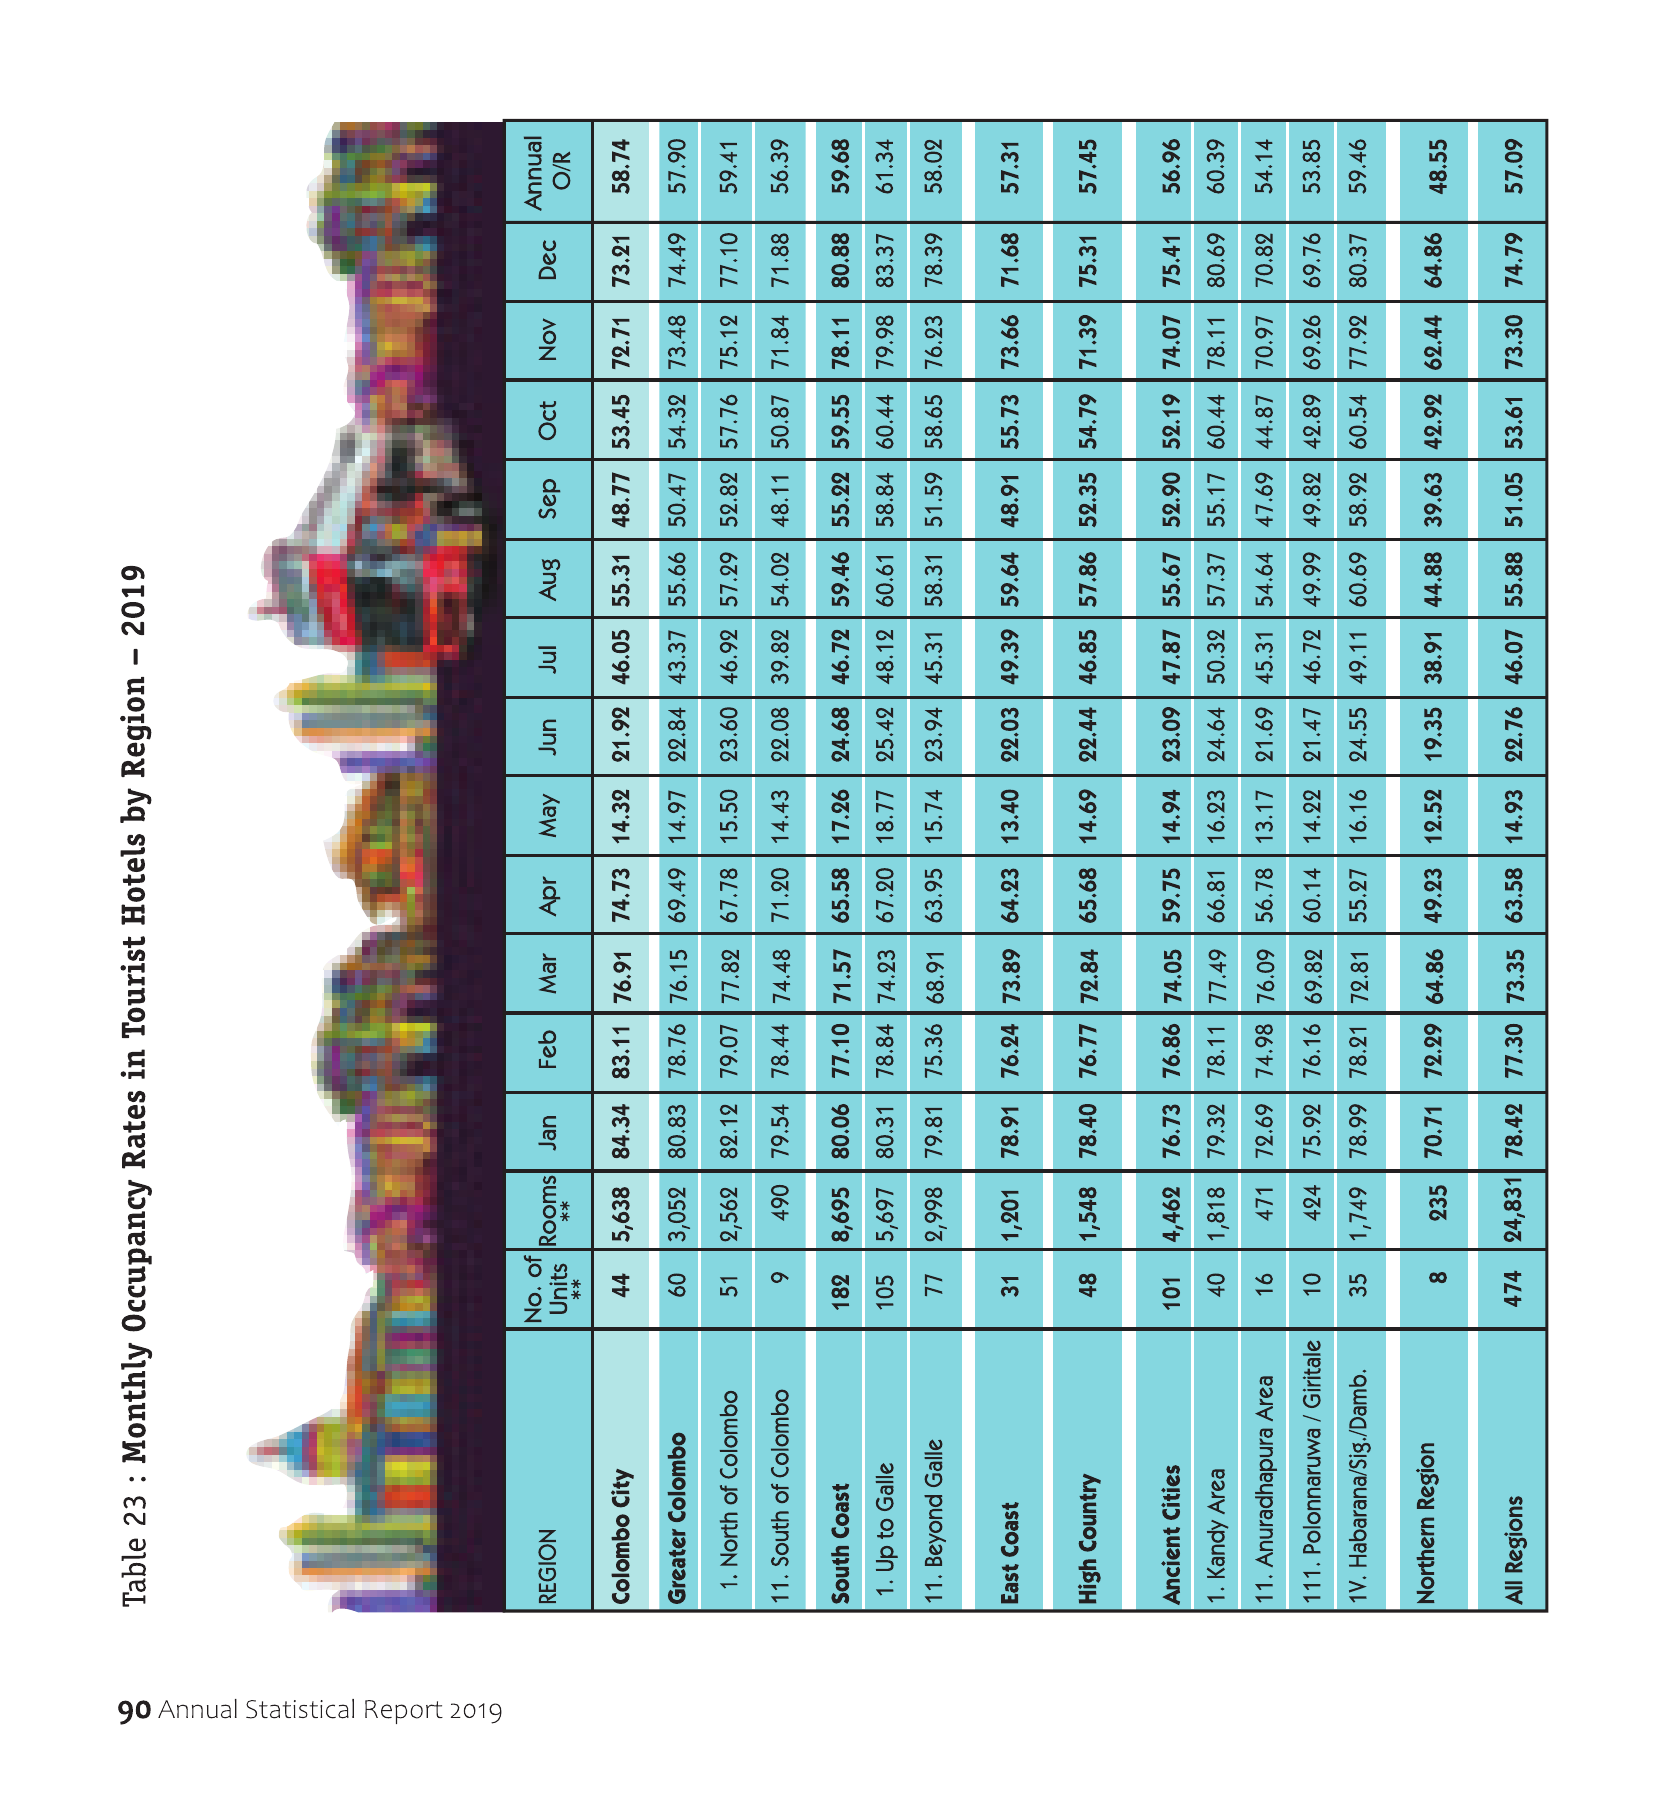 Table 23 : Monthly Occupancy Rates in Tourist Hotels by Region – 2019
REGION No. of Units ** Rooms ** Jan Feb Mar Apr May Jun Jul Aug Sep Oct Nov Dec Annual O/R
Colombo City 44 5,638 84.34 83.11 76.91 74.73 14.32 21.92 46.05 55.31 48.77 53.45 72.71 73.21 58.74
Greater Colombo 60 3,052 80.83 78.76 76.15 69.49 14.97 22.84 43.37 55.66 50.47 54.32 73.48 74.49 57.90
1. North of Colombo 51 2,562 82.12 79.07 77.82 67.78 15.50 23.60 46.92 57.29 52.82 57.76 75.12 77.10 59.41
11. South of Colombo 9 490 79.54 78.44 74.48 71.20 14.43 22.08 39.82 54.02 48.11 50.87 71.84 71.88 56.39
South Coast 182 8,695 80.06 77.10 71.57 65.58 17.26 24.68 46.72 59.46 55.22 59.55 78.11 80.88 59.68
1. Up to Galle 105 5,697 80.31 78.84 74.23 67.20 18.77 25.42 48.12 60.61 58.84 60.44 79.98 83.37 61.34
11. Beyond Galle 77 2,998 79.81 75.36 68.91 63.95 15.74 23.94 45.31 58.31 51.59 58.65 76.23 78.39 58.02
East Coast 31 1,201 78.91 76.24 73.89 64.23 13.40 22.03 49.39 59.64 48.91 55.73 73.66 71.68 57.31
High Country 48 1,548 78.40 76.77 72.84 65.68 14.69 22.44 46.85 57.86 52.35 54.79 71.39 75.31 57.45
Ancient Cities 101 4,462 76.73 76.86 74.05 59.75 14.94 23.09 47.87 55.67 52.90 52.19 74.07 75.41 56.96
1. Kandy Area 40 1,818 79.32 78.11 77.49 66.81 16.23 24.64 50.32 57.37 55.17 60.44 78.11 80.69 60.39
11. Anuradhapura Area 16 471 72.69 74.98 76.09 56.78 13.17 21.69 45.31 54.64 47.69 44.87 70.97 70.82 54.14
111. Polonnaruwa / Giritale 10 424 75.92 76.16 69.82 60.14 14.22 21.47 46.72 49.99 49.82 42.89 69.26 69.76 53.85
1V. Habarana/Sig./Damb. 35 1,749 78.99 78.21 72.81 55.27 16.16 24.55 49.11 60.69 58.92 60.54 77.92 80.37 59.46
Northern Region 8 235 70.71 72.29 64.86 49.23 12.52 19.35 38.91 44.88 39.63 42.92 62.44 64.86 48.55
All Regions 474 24,831 78.42 77.30 73.35 63.58 14.93 22.76 46.07 55.88 51.05 53.61 73.30 74.79 57.09
90 Annual Statistical Report 2019